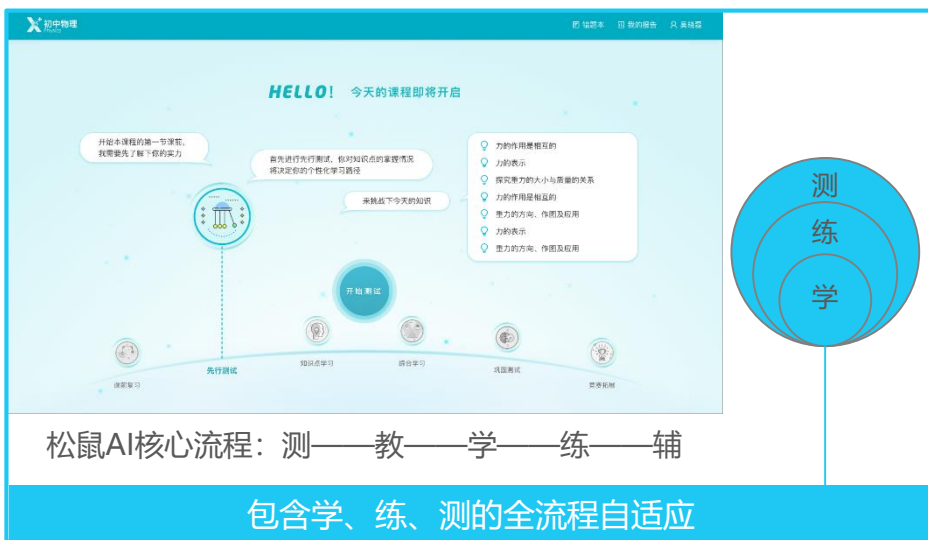 初中物理
错题本 我的报告
HELLO! 今天的课程即将开启
开始本课程的第一节课前,
我需要先了解下你的实力
首先进行先行测试,你对知识点的掌握情况
将决定你的个性化学习路径
来挑战下今天的知识
力的作用是相互的
力的表示
探究重力的大小与质量的关系
力的作用是相互的
重力的方向、作图及应用
力的表示
重力的方向、作图及应用
开始测试
课前复习
先行测试
知识点学习
综合学习
巩固测试
竞赛拓展
测
练
学
松鼠AI核心流程:测——教——学——练——辅
包含学、练、测的全流程自适应